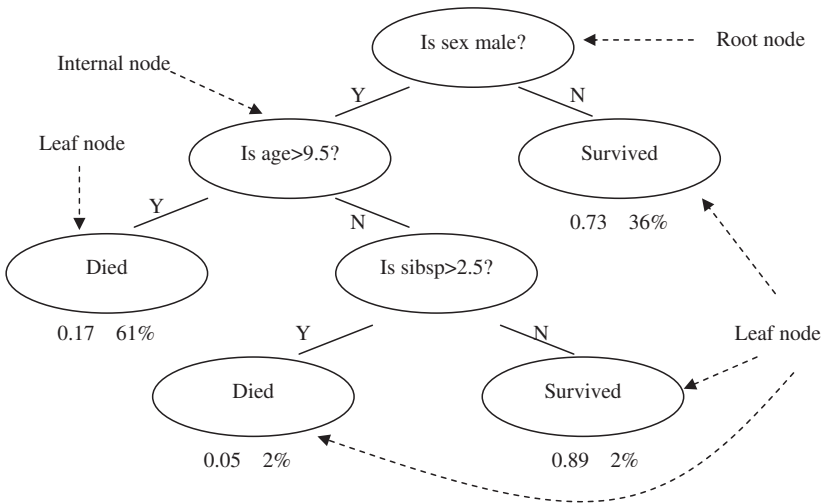 Is sex male?
Root node
Internal node
Y
N
Leaf node
Is age>9.5?
Survived
Y
N
0.73 36%
Died
Is sibsp>2.5?
0.17 61%
Y
N
Leaf node
Died
Survived
0.05 2%
0.89 2%